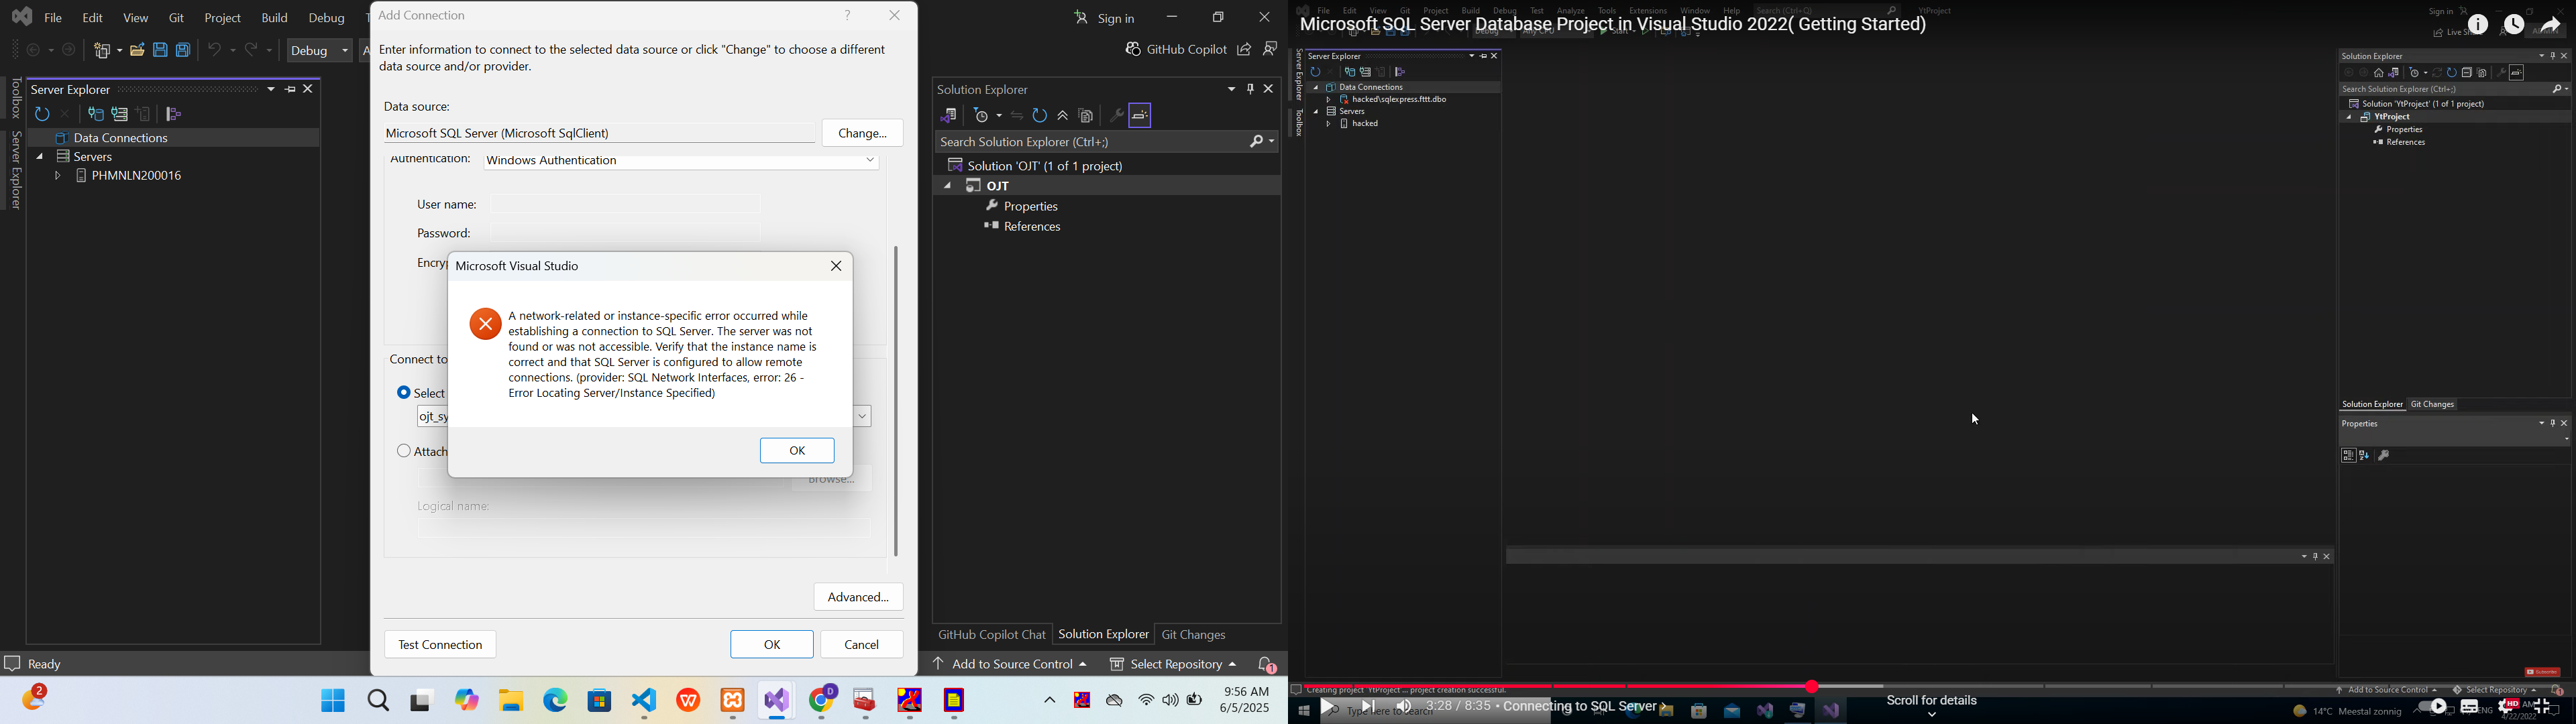 File Edit View Git Project Build Debug
Add Connection
Sign in
Debug
GitHub Copilot
Enter information to connect to the selected data source or click "Change" to choose a different
data source and/or provider.
Toolbox
Server Explorer
Server Explorer
Data Connections
Servers
PHMNLN200016
Data source:
Microsoft SQL Server (Microsoft SqlClient)
Change...
Authentication:
Windows Authentication
User name:
Password:
Encry
Microsoft Visual Studio
A network-related or instance-specific error occurred while
establishing a connection to SQL Server. The server was not
found or was not accessible. Verify that the instance name is
correct and that SQL Server is configured to allow remote
connections. (provider: SQL Network Interfaces, error: 26 -
Error Locating Server/Instance Specified)
OK
Connect to
Select
ojt_sy
Attach
Browse...
Logical name:
Advanced...
Test Connection
OK
Cancel
Solution Explorer
Search Solution Explorer (Ctrl+;)
Solution 'OJT' (1 of 1 project)
OJT
Properties
References
GitHub Copilot Chat
Solution Explorer
Git Changes
Ready
Add to Source Control
Select Repository
1
2
D
9:56 AM
6/5/2025
File Edit View Git Project Build Debug Test Analyze Tools Extensions Window Help
Search (Ctrl+Q)
YtProject
Sign in
Microsoft SQL Server Database Project in Visual Studio 2022( Getting Started)
Server Explorer
Toolbox
Server Explorer
Data Connections
hacked\sqlexpress.fttt.dbo
Servers
hacked
Solution Explorer
Search Solution Explorer (Ctrl+;)
Solution 'YtProject' (1 of 1 project)
YtProject
Properties
References
Solution Explorer
Git Changes
Properties
Creating project 'YtProject'... project creation successful.
Add to Source Control
Select Repository
Type here to search
3:28 / 8:35 • Connecting to SQL Server
Scroll for details
14°C Meestal zonnig
ENG
HD